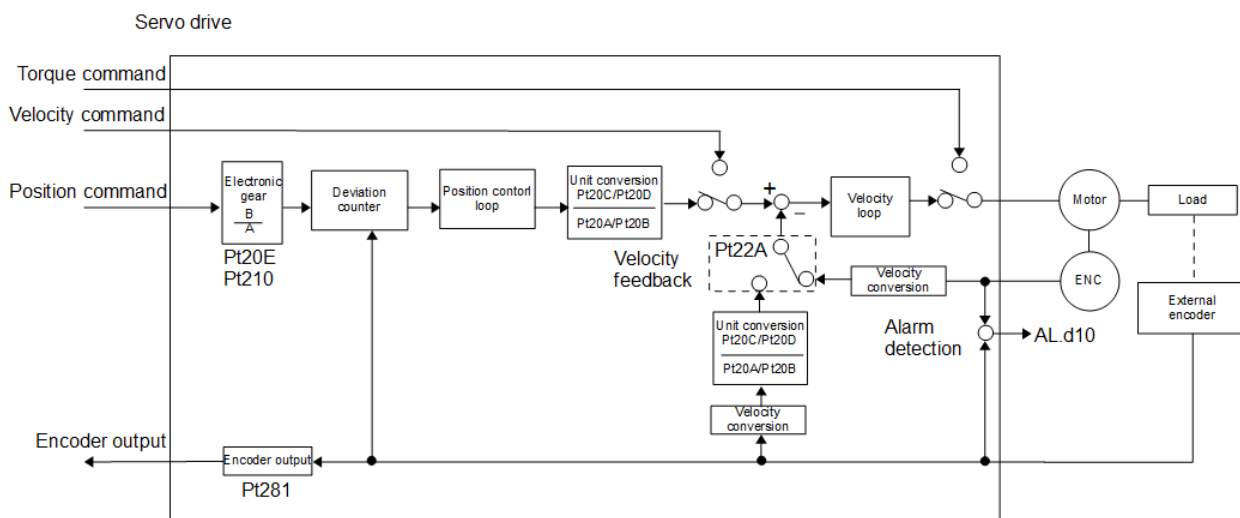 Servo drive
Torque command
Velocity command
Position command
Electronic
gear
B
A
Pt20E
Pt210
Deviation
counter
Position contorl
loop
Unit conversion
Pt20C/Pt20D
Pt20A/Pt20B
+
−
Velocity
loop
Motor
Load
Velocity
feedback
Pt22A
Velocity
conversion
ENC
External
encoder
Unit conversion
Pt20C/Pt20D
Pt20A/Pt20B
Alarm
detection
AL.d10
Velocity
conversion
Encoder output
Encoder output
Pt281